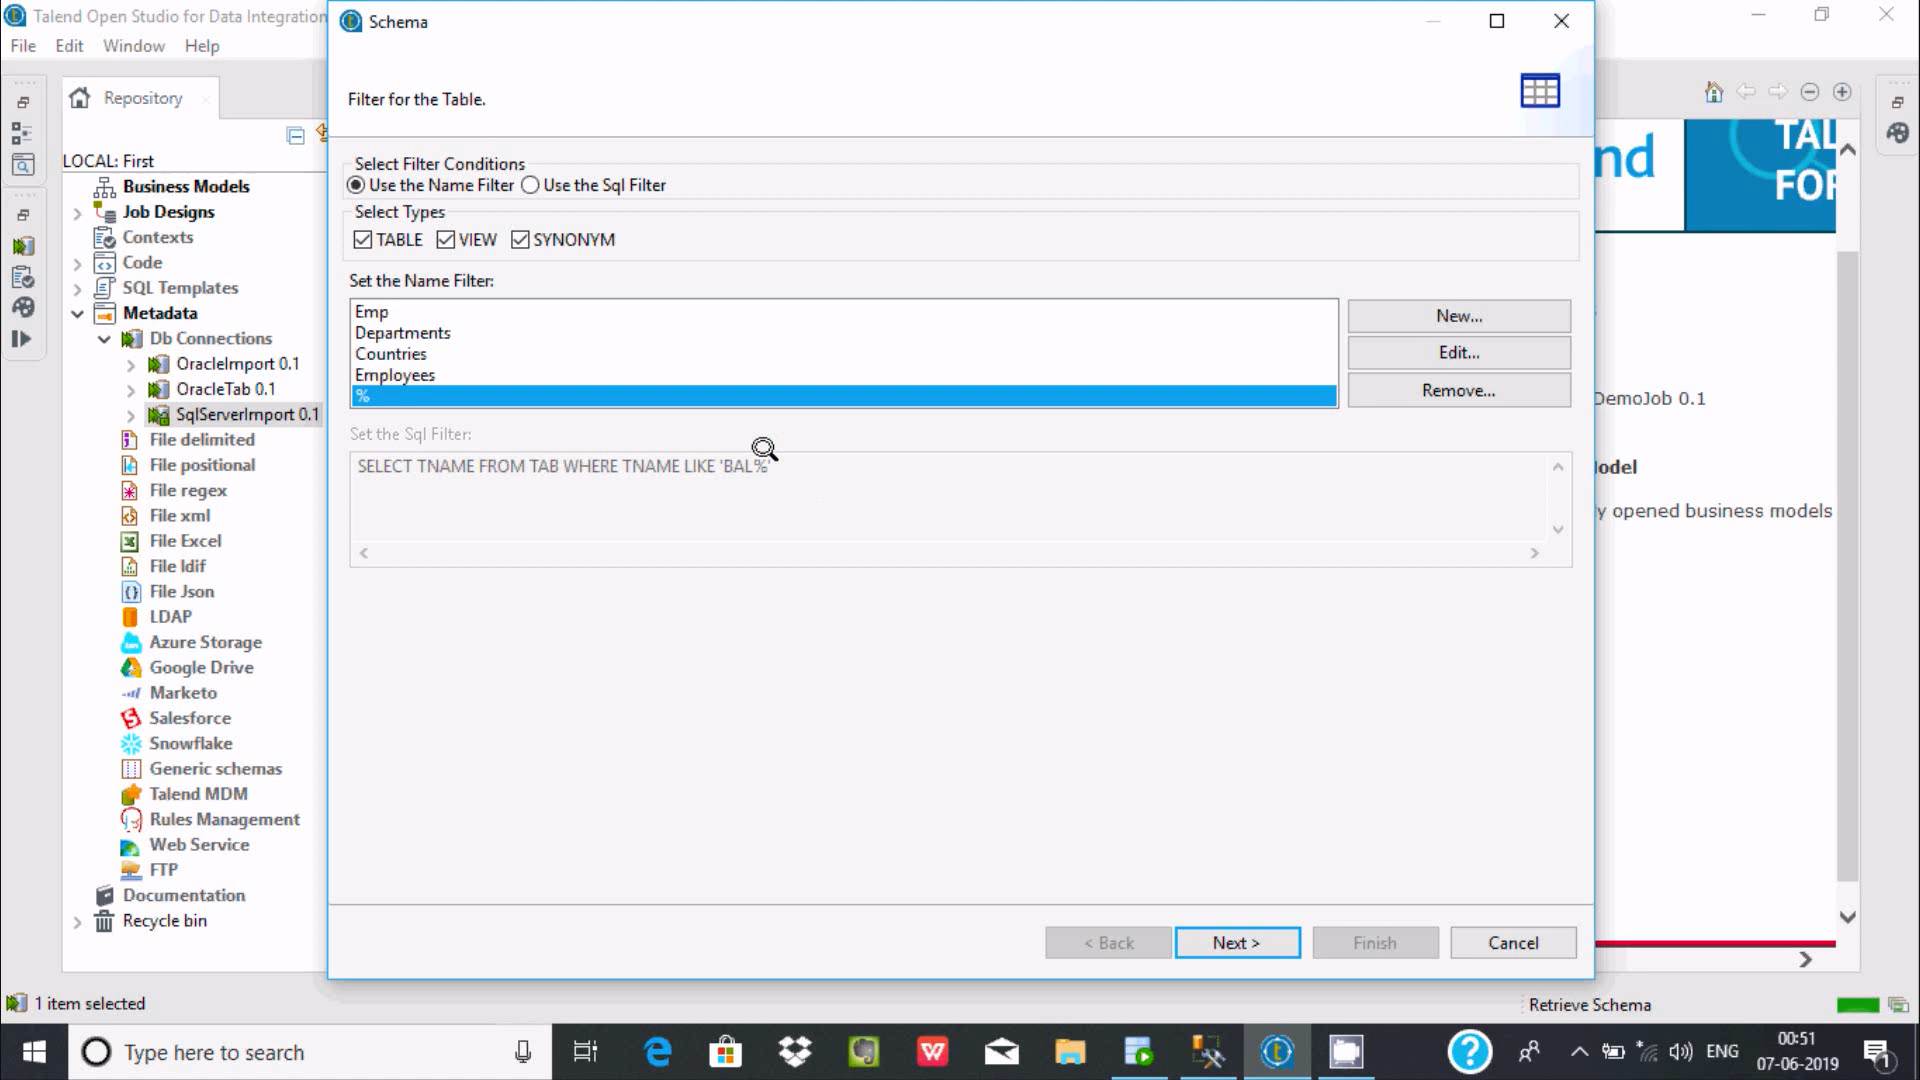 Talend Open Studio for Data Integration
File Edit Window Help
Repository
LOCAL: First
Business Models
Job Designs
Contexts
Code
SQL Templates
Metadata
Db Connections
OracleImport 0.1
OracleTab 0.1
SqlServerImport 0.1
File delimited
File positional
File regex
File xml
File Excel
File ldif
File Json
LDAP
Azure Storage
Google Drive
Marketo
Salesforce
Snowflake
Generic schemas
Talend MDM
Rules Management
Web Service
FTP
Documentation
Recycle bin
Schema
Filter for the Table.
Select Filter Conditions
Use the Name Filter Use the Sql Filter
Select Types
TABLE VIEW SYNONYM
Set the Name Filter:
Emp
Departments
Countries
Employees
%
New...
Edit...
Remove...
Set the Sql Filter:
SELECT TNAME FROM TAB WHERE TNAME LIKE 'BAL%'
< Back Next > Finish Cancel
nd
TAL
FOR
DemoJob 0.1
odel
y opened business models
1 item selected
Retrieve Schema
Type here to search
ENG
00:51
07-06-2019
1